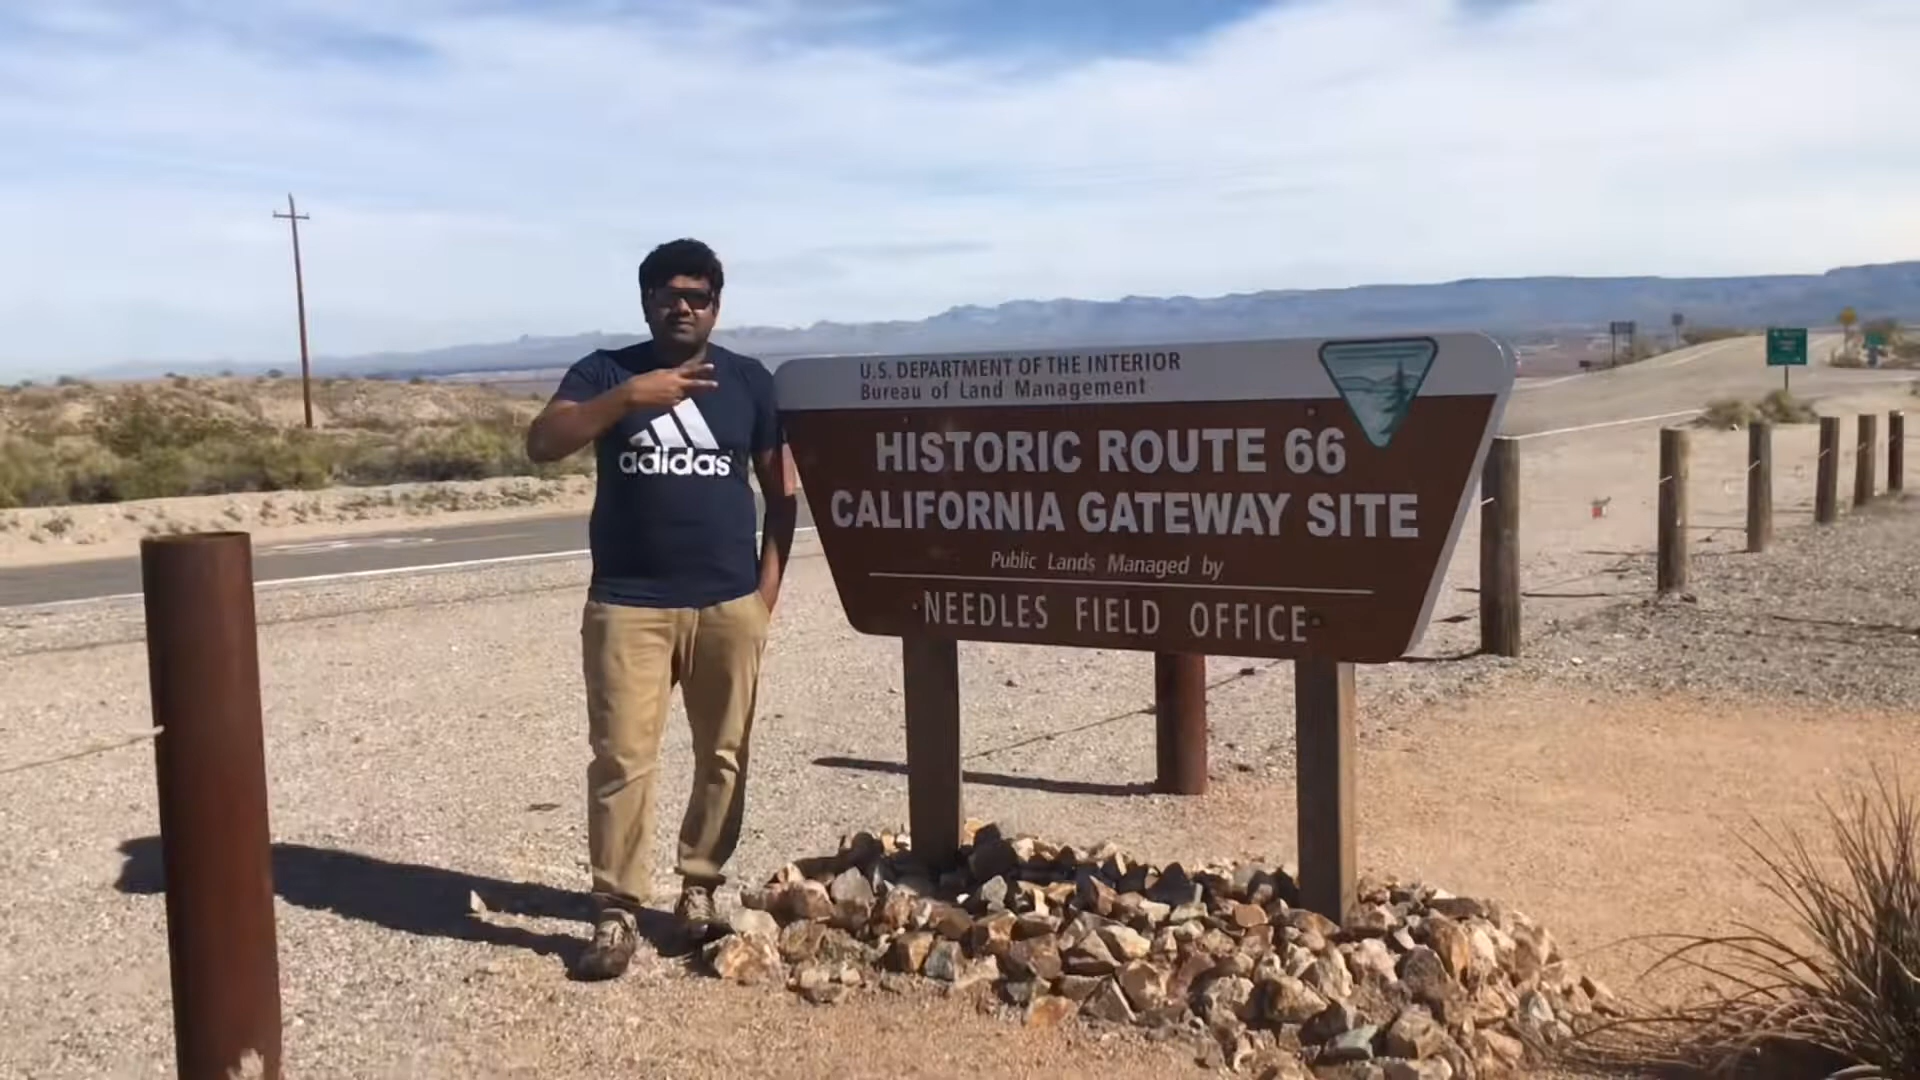 adidas
U.S. DEPARTMENT OF THE INTERIOR
Bureau of Land Management
HISTORIC ROUTE 66
CALIFORNIA GATEWAY SITE
Public Lands Managed by
NEEDLES FIELD OFFICE